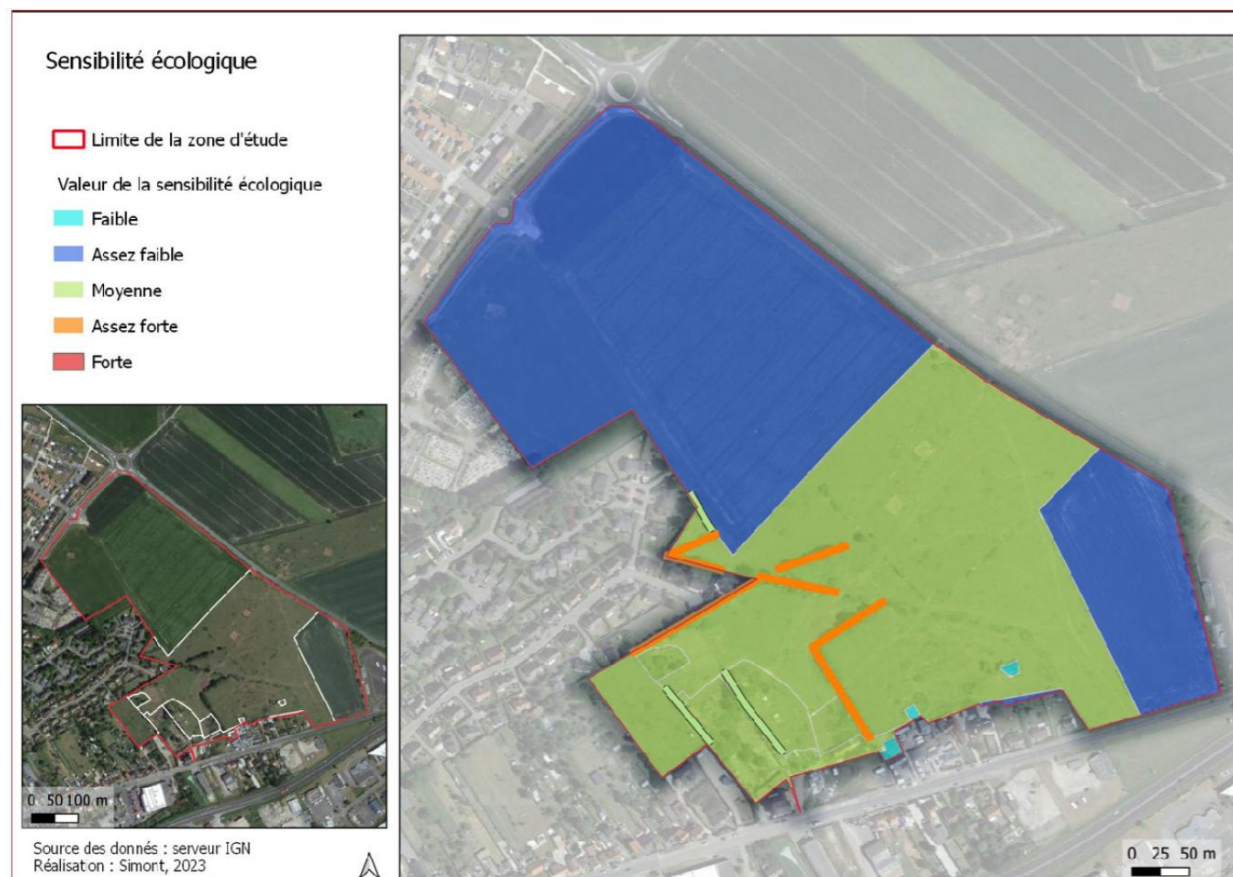 Sensibilité écologique
Limite de la zone d'étude
Valeur de la sensibilité écologique
Faible
Assez faible
Moyenne
Assez forte
Forte
0 50 100 m
Source des donnés : serveur IGN
Réalisation : Simont, 2023
0 25 50 m